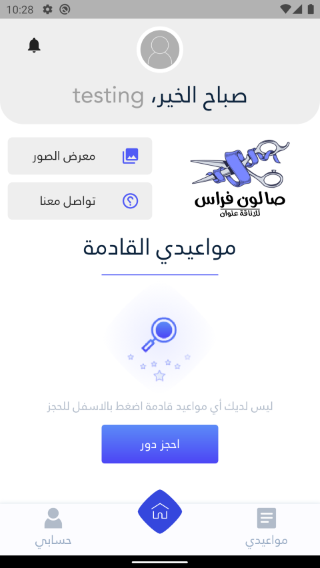 10:28
صباح الخير، testing
معرض الصور
تواصل معنا
صالون فراس
للاناقة عنوان
مواعيدي القادمة
ليس لديك أي مواعيد قادمة اضغط بالاسفل للحجز
احجز دور
مواعيدي
حسابي